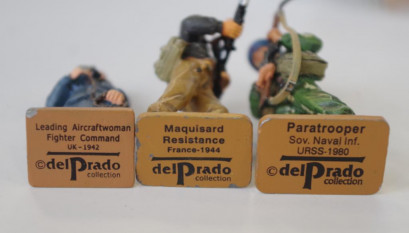 Leading Aircraftwoman
Fighter Command
UK-1942
©delPrado
collection
Maquisard
Resistance
France-1944
delPrado
collection
Paratrooper
Sov. Naval Inf.
URSS-1980
©delPrado
collection